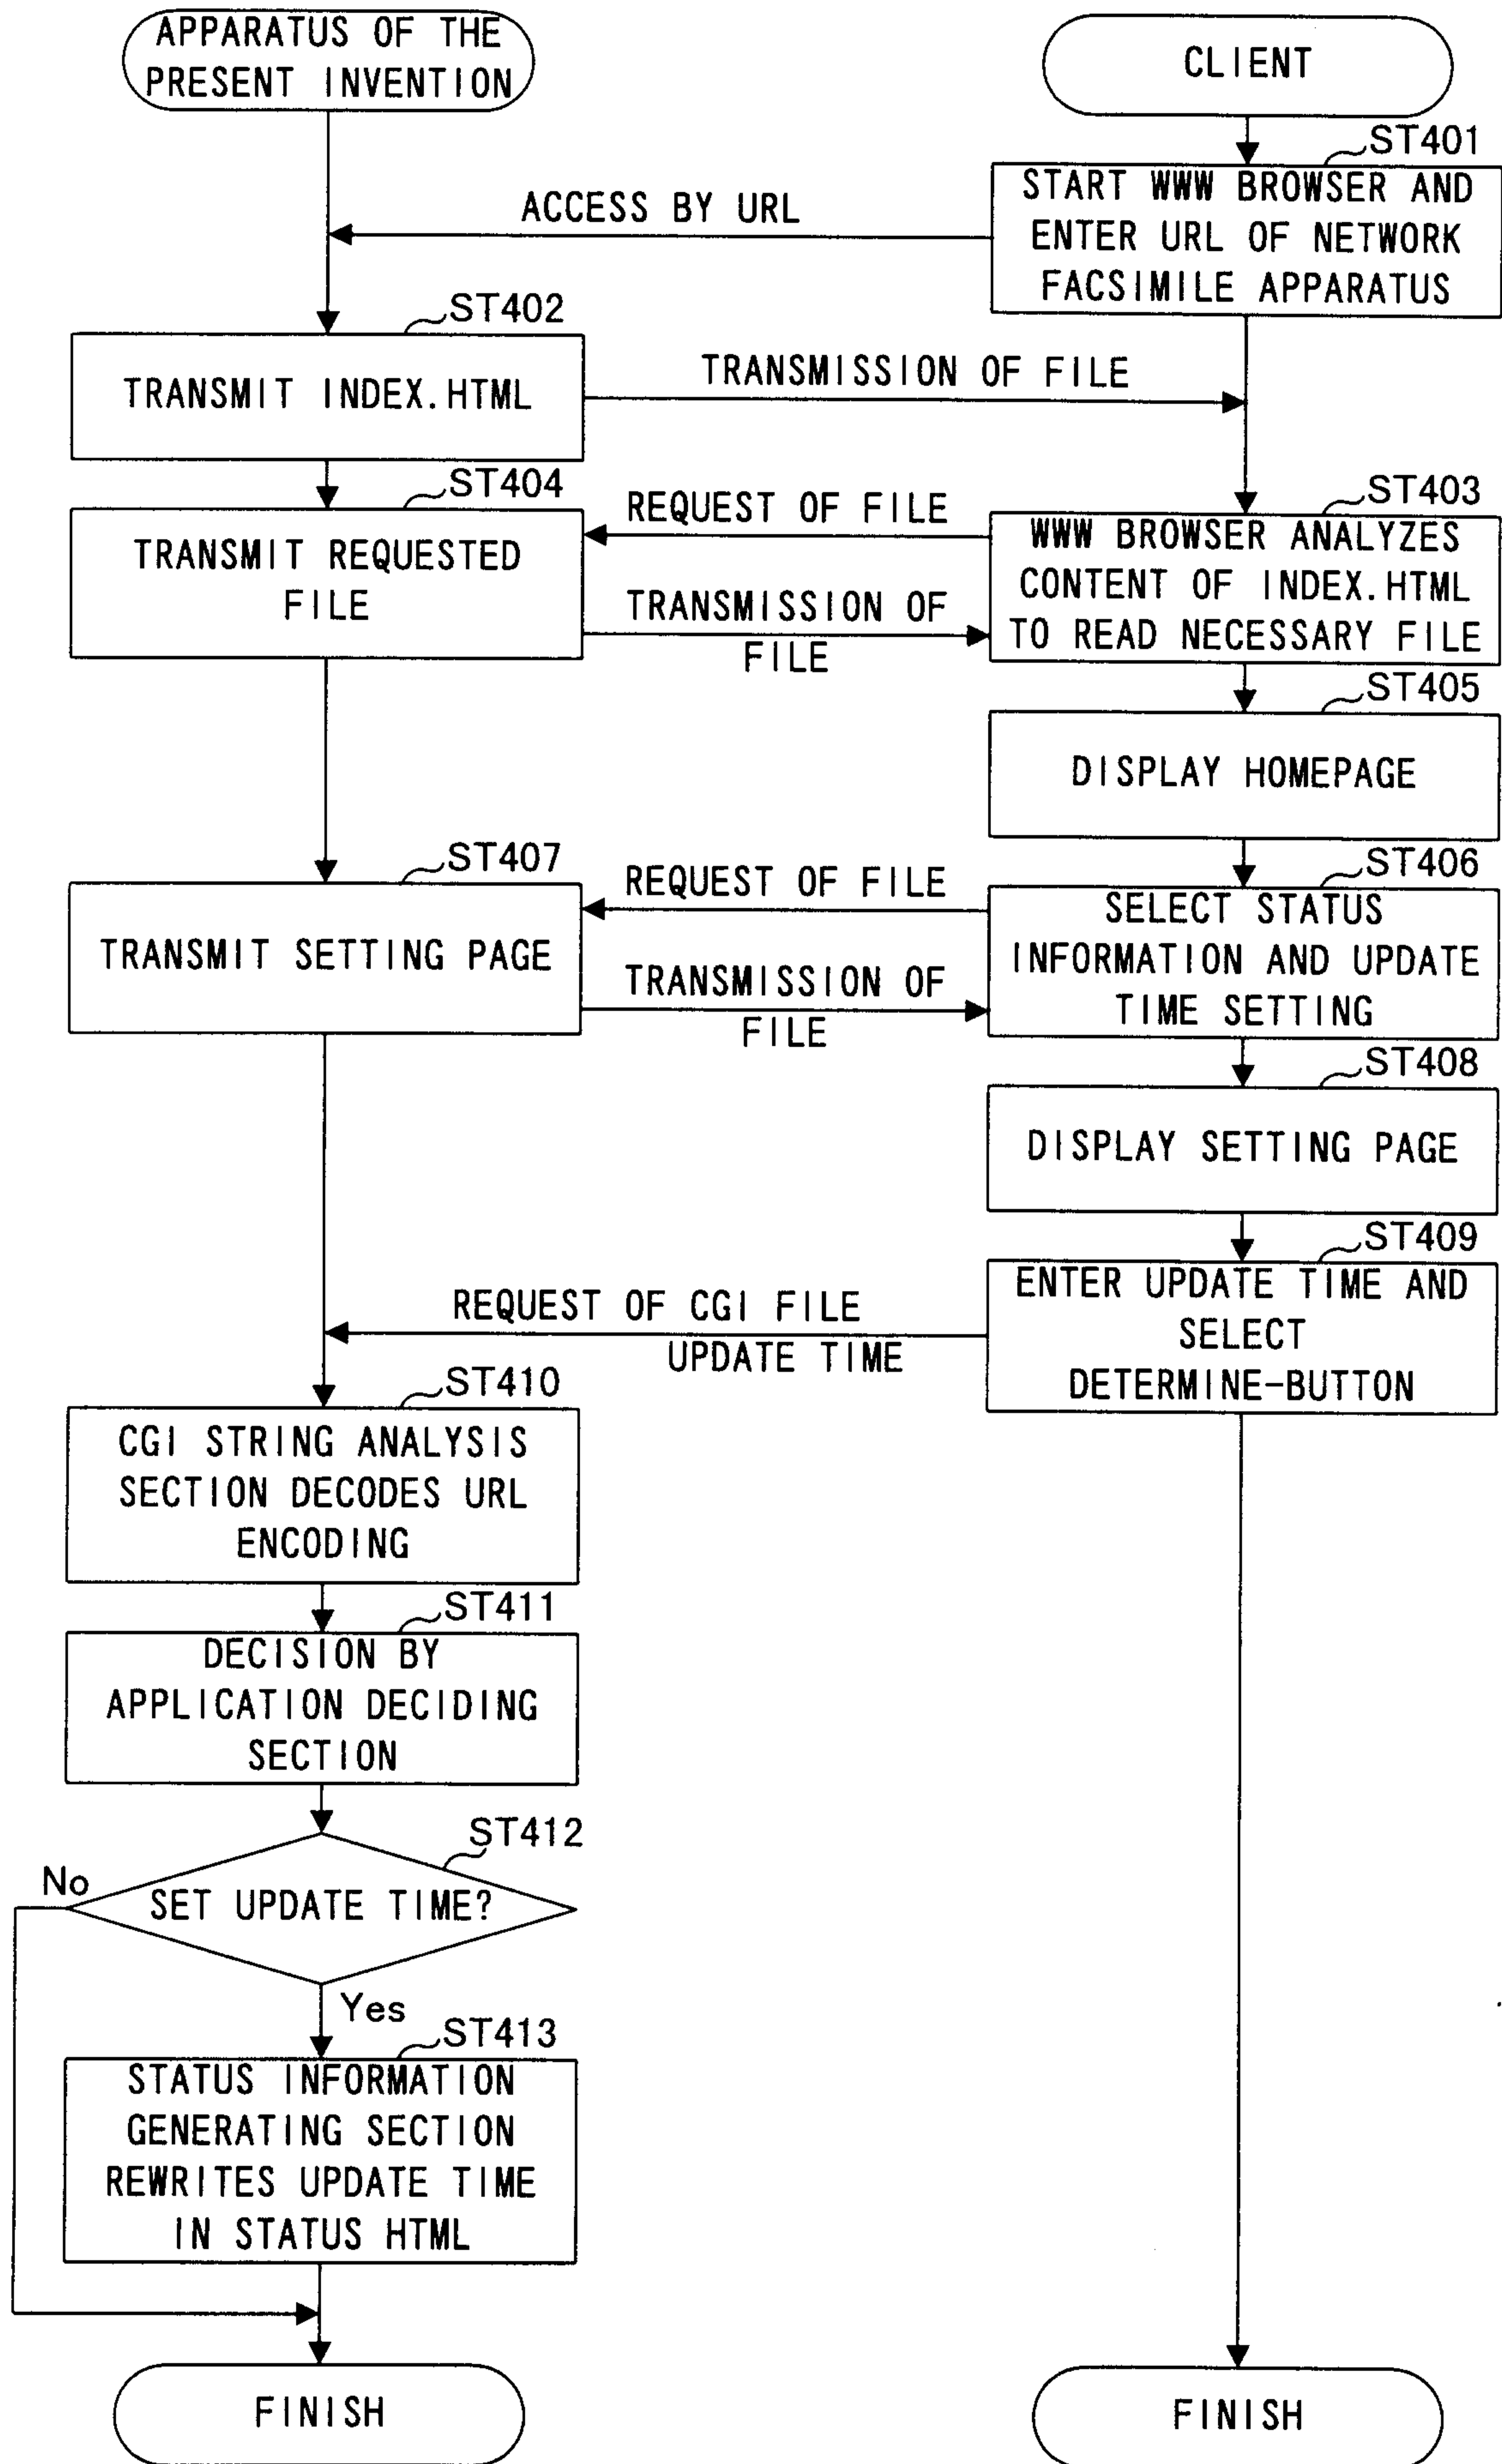 APPARATUS OF THE
PRESENT INVENTION
CLIENT
ST401
START WWW BROWSER AND
ENTER URL OF NETWORK
FACSIMILE APPARATUS
ACCESS BY URL
ST402
TRANSMIT INDEX.HTML
TRANSMISSION OF FILE
ST404
TRANSMIT REQUESTED
FILE
REQUEST OF FILE
TRANSMISSION OF
FILE
ST403
WWW BROWSER ANALYZES
CONTENT OF INDEX.HTML
TO READ NECESSARY FILE
ST405
DISPLAY HOMEPAGE
ST407
TRANSMIT SETTING PAGE
REQUEST OF FILE
TRANSMISSION OF
FILE
ST406
SELECT STATUS
INFORMATION AND UPDATE
TIME SETTING
ST408
DISPLAY SETTING PAGE
ST409
ENTER UPDATE TIME AND
SELECT
DETERMINE-BUTTON
REQUEST OF CGI FILE
UPDATE TIME
ST410
CGI STRING ANALYSIS
SECTION DECODES URL
ENCODING
ST411
DECISION BY
APPLICATION DECIDING
SECTION
ST412
No
SET UPDATE TIME?
Yes
ST413
STATUS INFORMATION
GENERATING SECTION
REWRITES UPDATE TIME
IN STATUS HTML
FINISH
FINISH